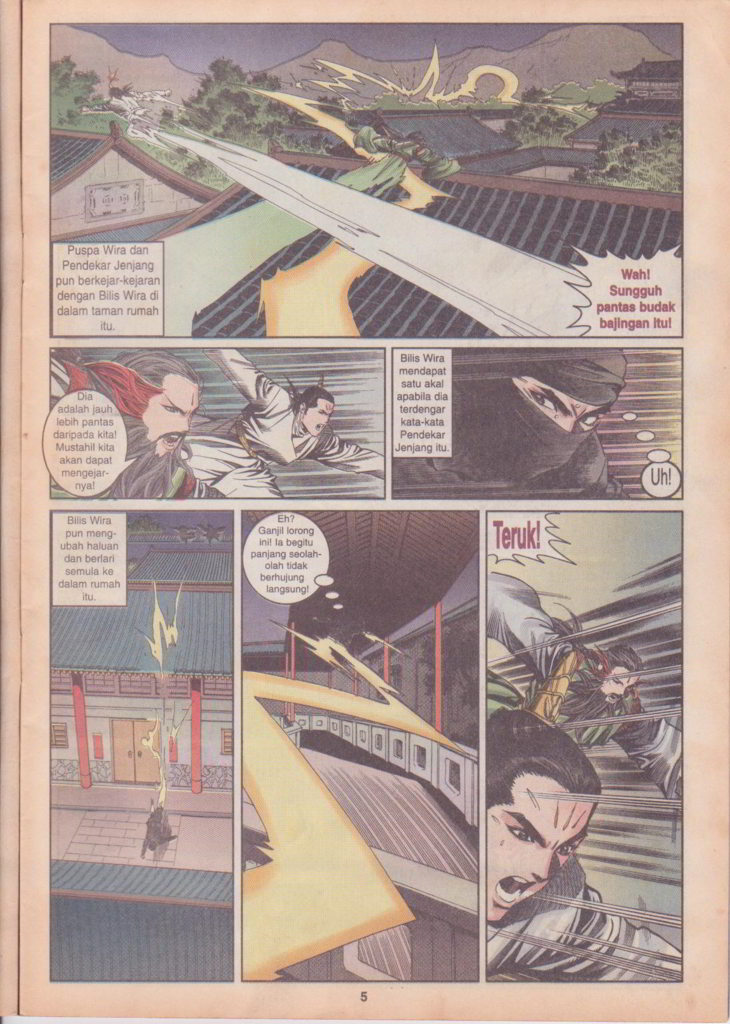 Puspa Wira dan
Pendekar Jenjang
pun berkejar-kejaran
dengan Bilis Wira di
dalam taman rumah
itu.
Wah!
Sungguh
pantas budak
bajingan itu!
Dia
adalah jauh
lebih pantas
daripada kita!
Mustahil kita
akan dapat
mengejar-
nya!
Bilis Wira
mendapat
satu akal
apabila dia
terdengar
kata-kata
Pendekar
Jenjang itu.
Uh!
Bilis Wira
pun meng-
ubah haluan
dan berlari
semula ke
dalam rumah
itu.
Eh?
Ganjil lorong
ini! Ia begitu
panjang seolah-
olah tidak
berhujung
langsung!
Teruk!
5